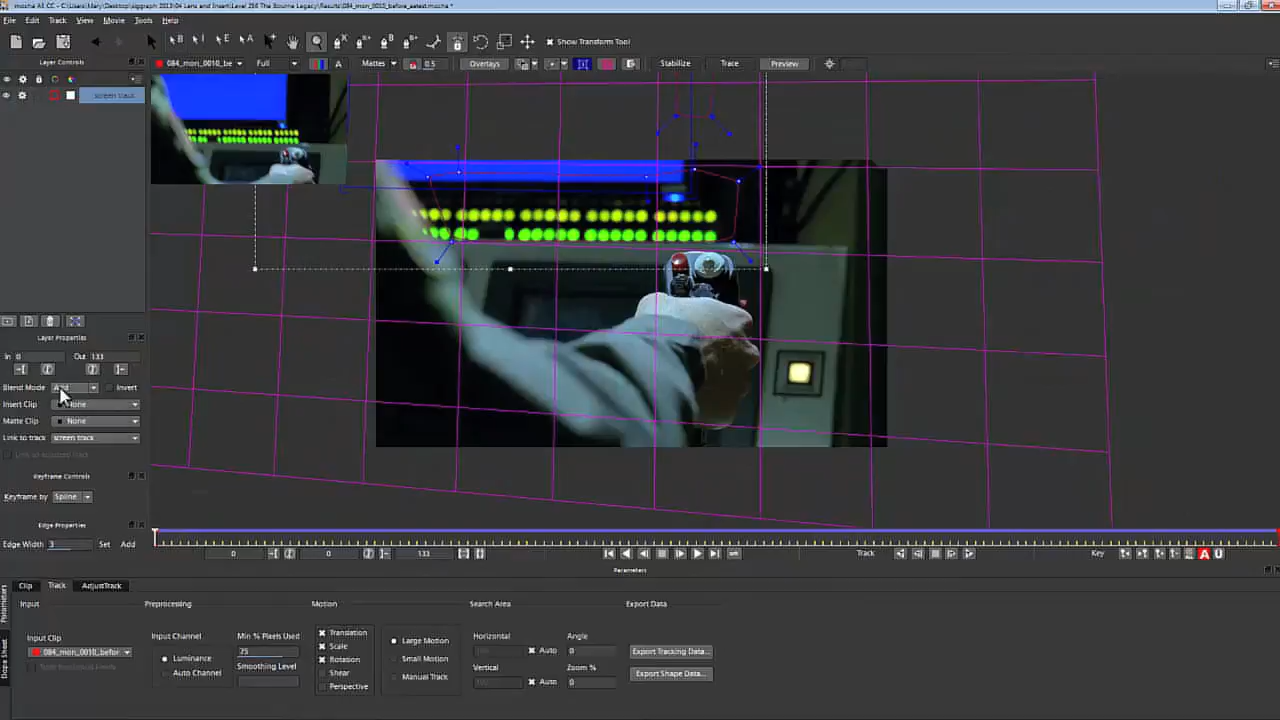 mocha AE CC - C:\Users\Mary\Desktop\siggraph 2013\04 Lens and Insert\Level 256 The Bourne Legacy\Results\084_mon_0010_before_aetest.mocha *
File Edit View Movie Tools Help
Show Transform Tool
Layer Controls
084_mon_0010_be Full A Mattes 0.5 Overlays Stabilize Trace Preview
screen track
Layer Properties
In 0 Out 133
Blend Mode Add Invert
Insert Clip None
Matte Clip None
Link to track screen track
Link to adjusted track
Keyframe Controls
Keyframe by Spline
Edge Properties
Edge Width 3 Set Add
0 0 133 Track Key A U
Parameters
Clip Track AdjustTrack
Input Preprocessing Motion Search Area Export Data
Input Clip
084_mon_0010_befor
Input Channel
Luminance
Auto Channel
Min % Pixels Used
75
Smoothing Level
Translation
Scale
Rotation
Shear
Perspective
Large Motion
Small Motion
Manual Track
Horizontal
Auto
Vertical
Auto
Angle
0
Zoom %
0
Export Tracking Data...
Export Shape Data...
Parameters
Dope Sheet